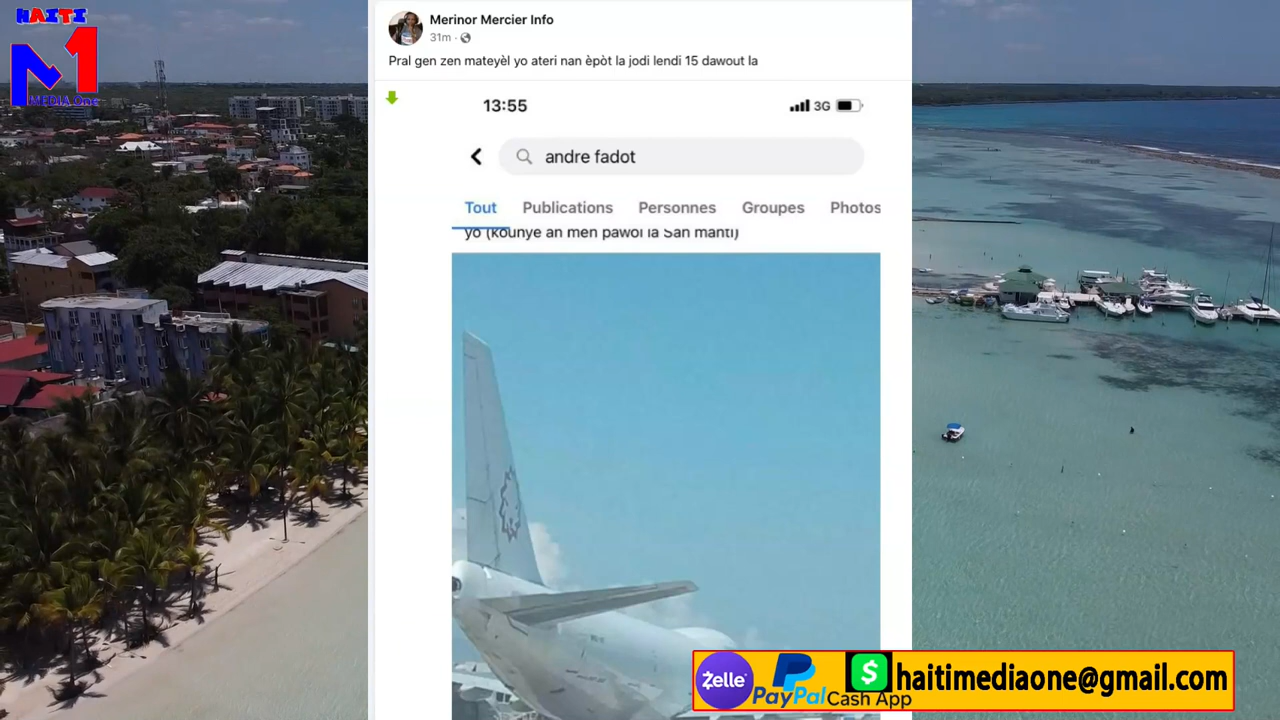 HAITI
M1
MEDIA One
Merinor Mercier Info
31m
Pral gen zen mateyèl yo ateri nan èpòt la jodi lendi 15 dawout la
13:55
3G
andre fadot
Tout Publications Personnes Groupes Photos
yo (kounye an men pawòl la San manti)
Zelle
PayPal
$
Cash App
haitimediaone@gmail.com